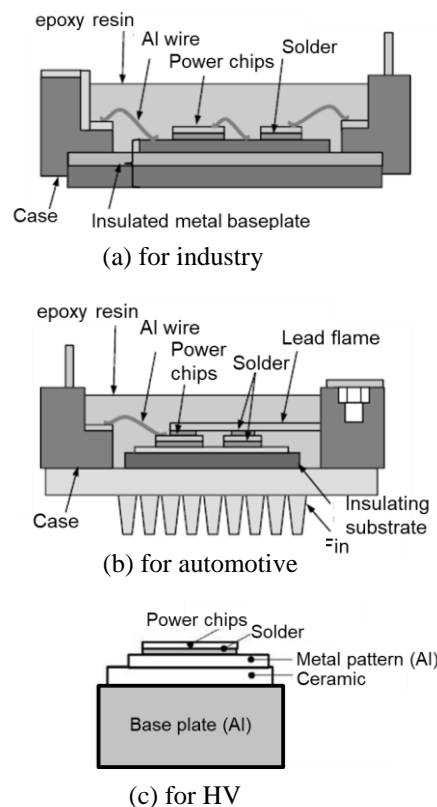 epoxy resin
Al wire
Power chips
Solder
Case
Insulated metal baseplate
(a) for industry
epoxy resin
Al wire
Power
chips
Solder
Lead flame
Case
Insulating
substrate
Fin
(b) for automotive
Power chips
Solder
Metal pattern (Al)
Ceramic
Base plate (Al)
(c) for HV